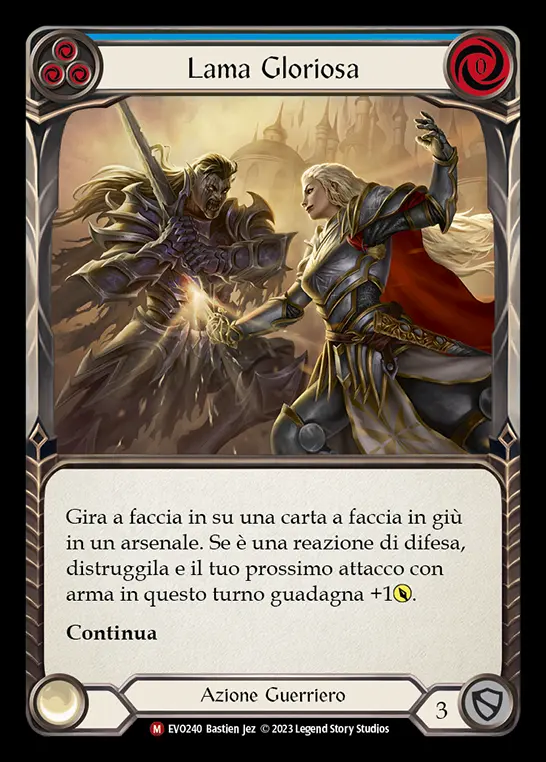 Lama Gloriosa
0
Gira a faccia in su una carta a faccia in giù
in un arsenale. Se è una reazione di difesa,
distruggila e il tuo prossimo attacco con
arma in questo turno guadagna +1.
Continua
Azione Guerriero
3
M EVO240 Bastien Jez © 2023 Legend Story Studios